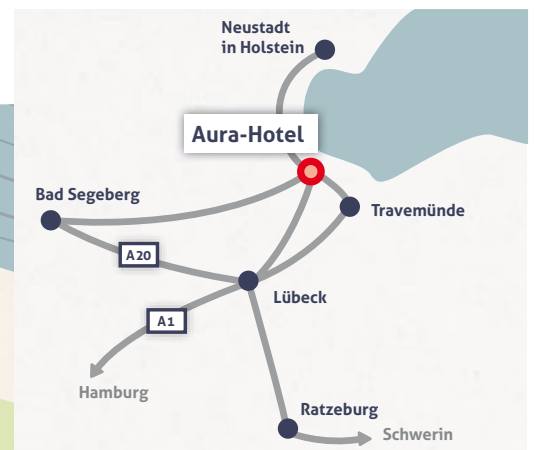 Neustadt
in Holstein
Aura-Hotel
Bad Segeberg
Travemünde
A20
Lübeck
A1
Hamburg
Ratzeburg
Schwerin